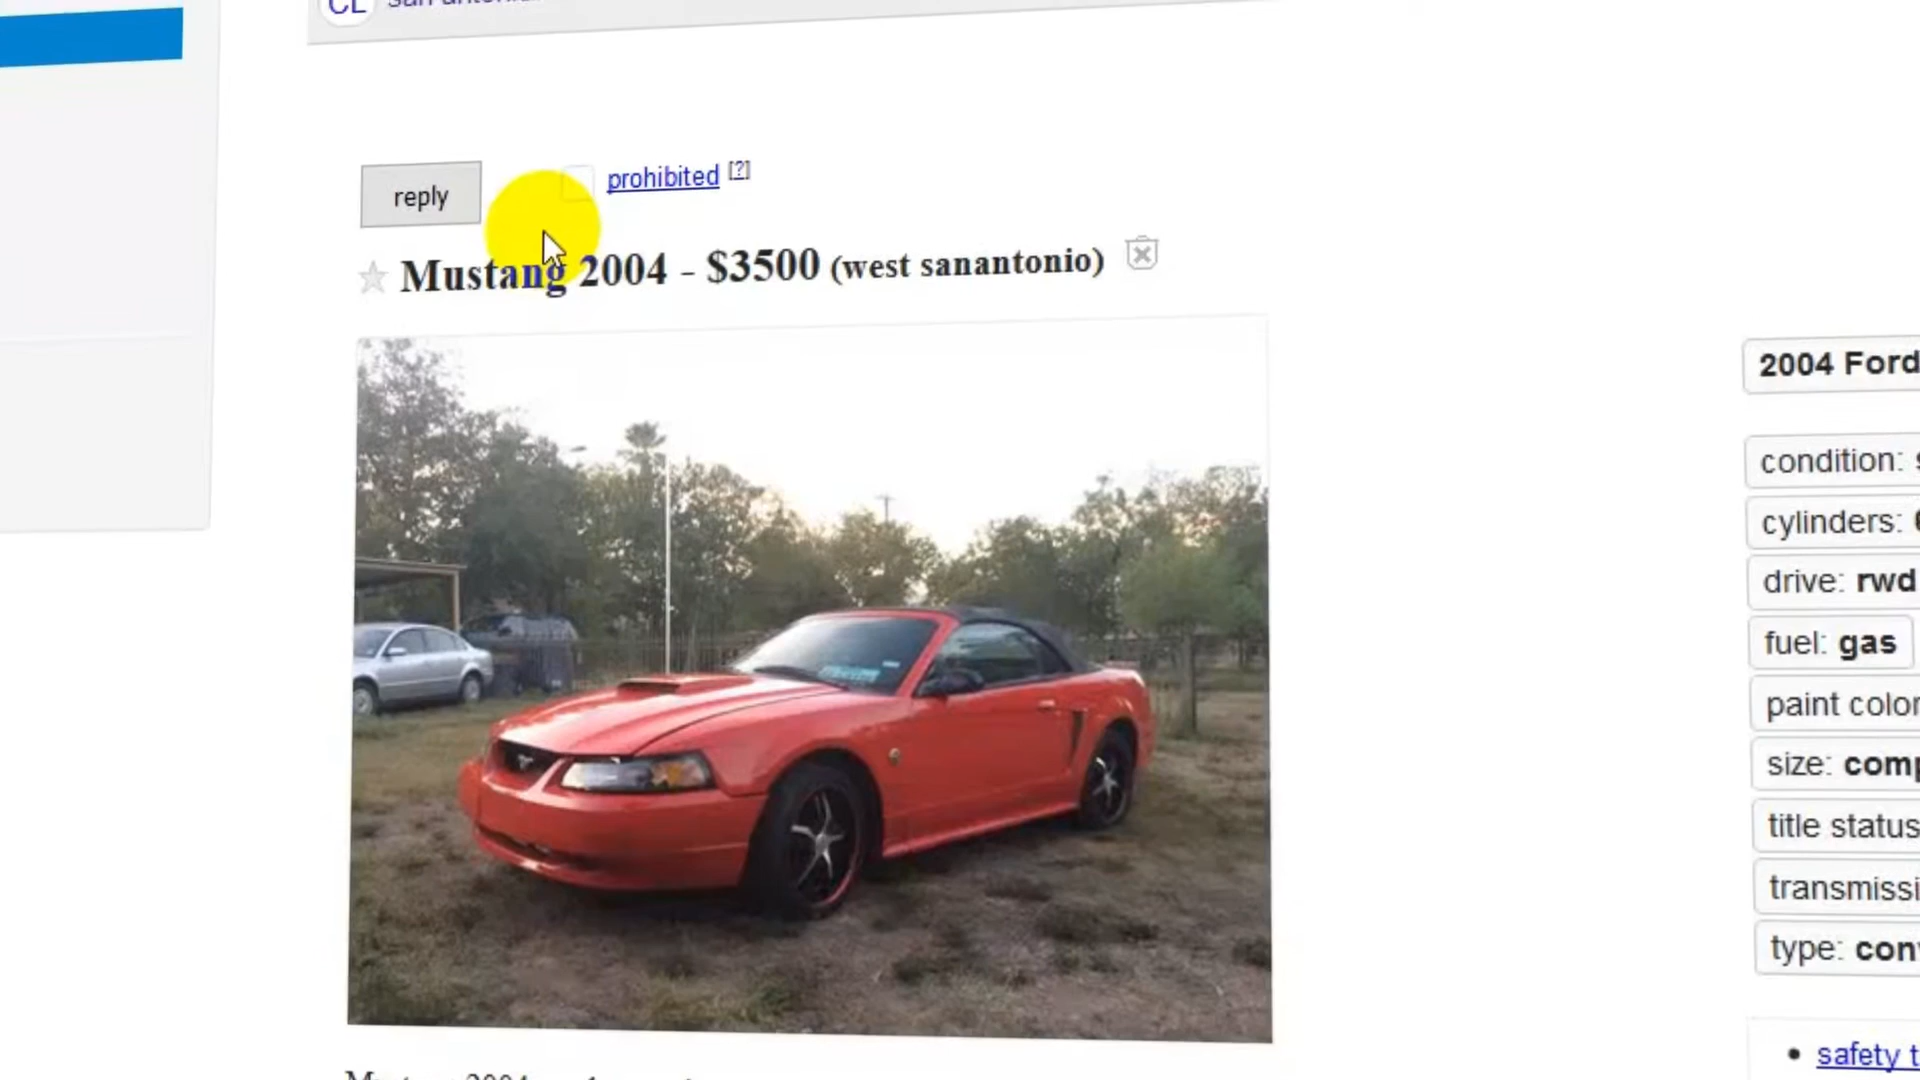 CL
reply
prohibited [?]
Mustang 2004 - $3500 (west sanantonio)
2004 Ford
condition:
cylinders:
drive: rwd
fuel: gas
paint color
size: comp
title status
transmissi
type: con
safety t